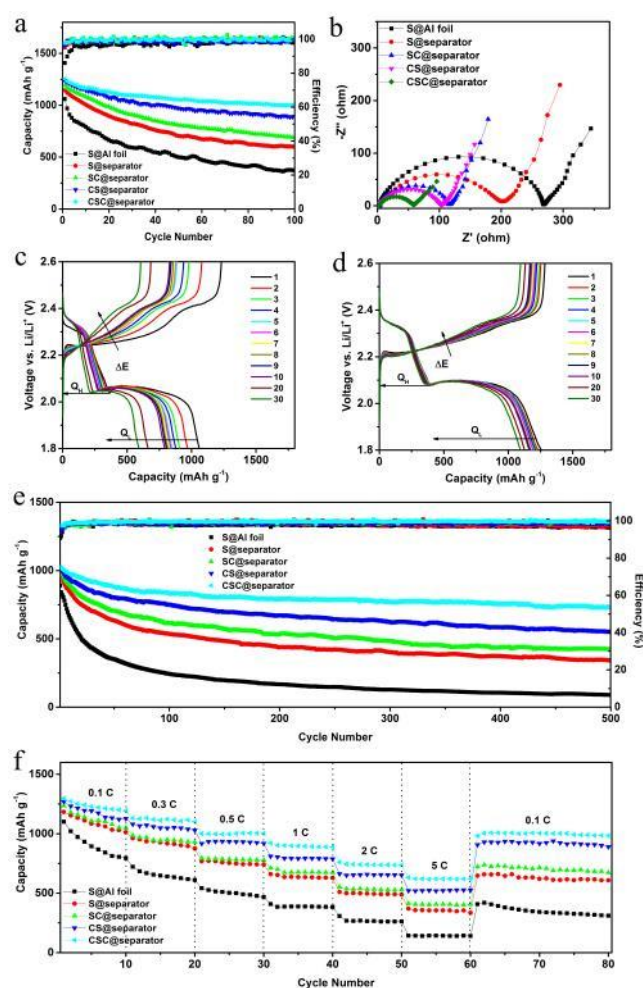 a
Capacity (mAh g⁻¹)
1500
1000
500
0
0 20 40 60 80 100
Cycle Number
100
80
60
40
20
0
Efficiency (%)
S@Al foil
S@separator
SC@separator
CS@separator
CSC@separator
b
-Z'' (ohm)
350
300
250
200
150
100
50
0
0 100 200 300
Z' (ohm)
S@Al foil
S@separator
SC@separator
CS@separator
CSC@separator
c
Voltage vs. Li/Li⁺ (V)
2.6
2.4
2.2
2.0
1.8
0 500 1000 1500
Capacity (mAh g⁻¹)
ΔE
Q_H
Q_L
1
2
3
4
5
6
7
8
9
10
20
30
d
Voltage vs. Li/Li⁺ (V)
2.6
2.4
2.2
2.0
1.8
0 500 1000 1500
Capacity (mAh g⁻¹)
ΔE
Q_H
Q_L
1
2
3
4
5
6
7
8
9
10
20
30
e
Capacity (mAh g⁻¹)
1500
1000
500
0
100 200 300 400 500
Cycle Number
100
80
60
40
20
0
Efficiency (%)
S@Al foil
S@separator
SC@separator
CS@separator
CSC@separator
f
Capacity (mAh g⁻¹)
1500
1000
500
0
0.1 C 0.3 C 0.5 C 1 C 2 C 5 C 0.1 C
S@Al foil
S@separator
SC@separator
CS@separator
CSC@separator
10 20 30 40 50 60 70 80
Cycle Number